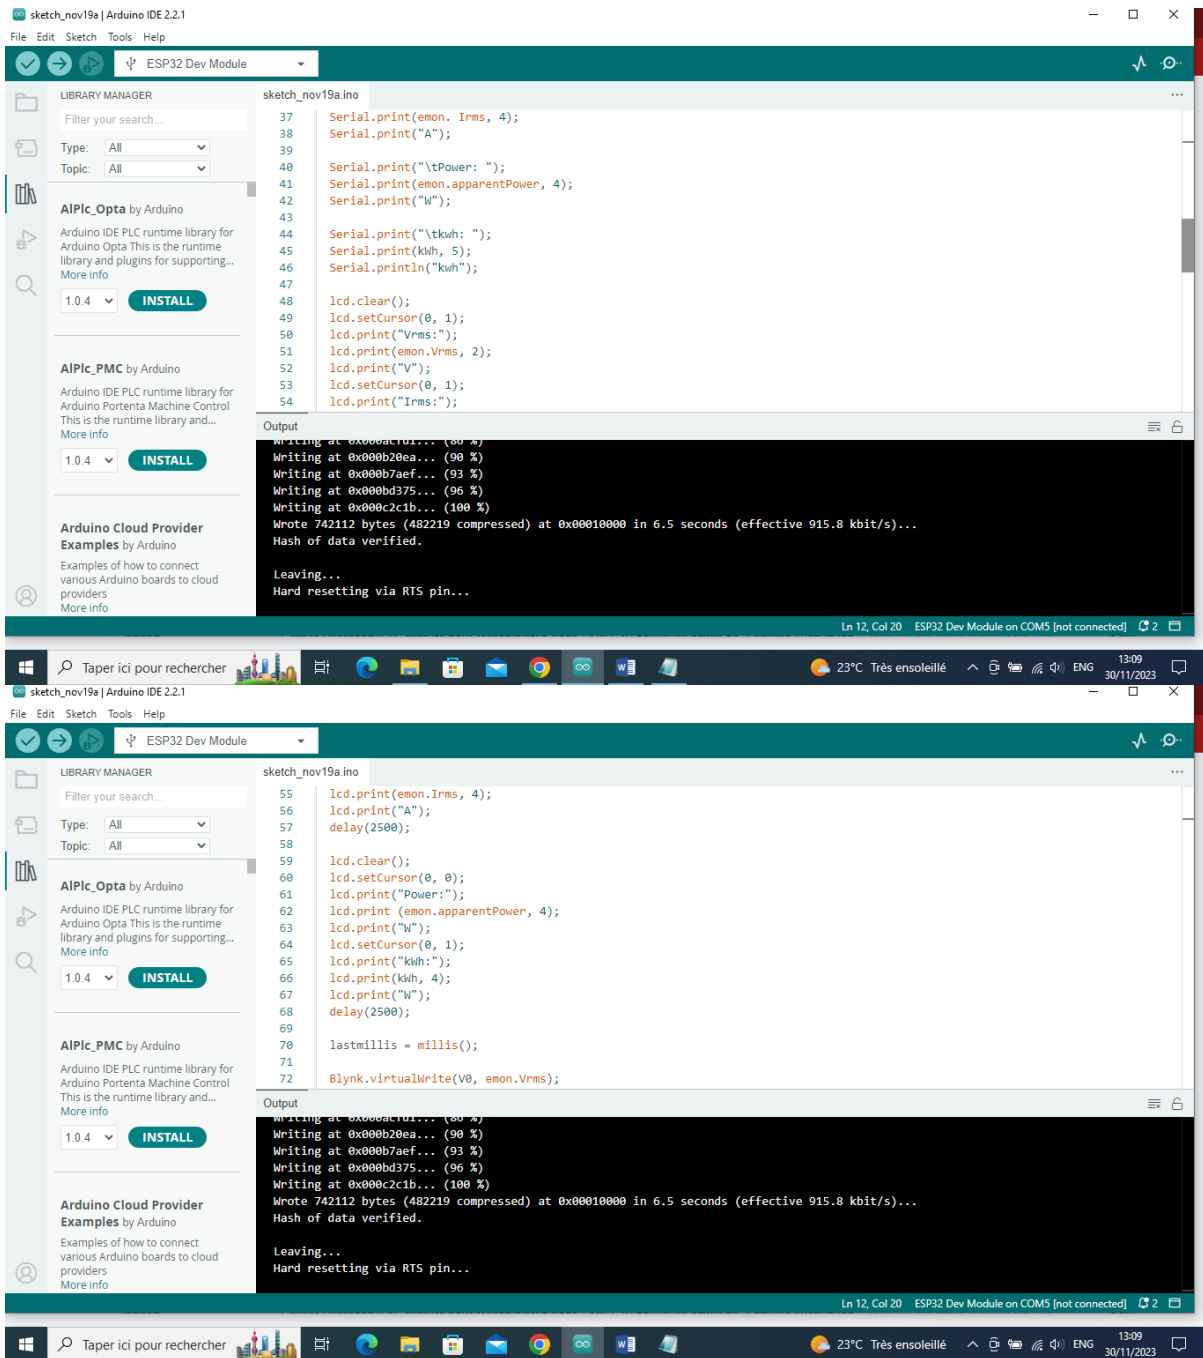 sketch_nov19a | Arduino IDE 2.2.1
File Edit Sketch Tools Help
ESP32 Dev Module
LIBRARY MANAGER
Filter your search...
Type: All
Topic: All
AlPlc_Opta by Arduino
Arduino IDE PLC runtime library for
Arduino Opta This is the runtime
library and plugins for supporting...
More info
1.0.4 INSTALL
AlPlc_PMC by Arduino
Arduino IDE PLC runtime library for
Arduino Portenta Machine Control
This is the runtime library and...
More info
1.0.4 INSTALL
Arduino Cloud Provider
Examples by Arduino
Examples of how to connect
various Arduino boards to cloud
providers
More info
sketch_nov19a.ino
37 Serial.print(emon. Irms, 4);
38 Serial.print("A");
39
40 Serial.print("\tPower: ");
41 Serial.print(emon.apparentPower, 4);
42 Serial.print("W");
43
44 Serial.print("\tkwh: ");
45 Serial.print(kWh, 5);
46 Serial.println("kwh");
47
48 lcd.clear();
49 lcd.setCursor(0, 1);
50 lcd.print("Vrms:");
51 lcd.print(emon.Vrms, 2);
52 lcd.print("V");
53 lcd.setCursor(0, 1);
54 lcd.print("Irms:");
Output
Writing at 0x000acfd1... (86 %)
Writing at 0x000b20ea... (90 %)
Writing at 0x000b7aef... (93 %)
Writing at 0x000bd375... (96 %)
Writing at 0x000c2c1b... (100 %)
Wrote 742112 bytes (482219 compressed) at 0x00010000 in 6.5 seconds (effective 915.8 kbit/s)...
Hash of data verified.
Leaving...
Hard resetting via RTS pin...
Ln 12, Col 20 ESP32 Dev Module on COM5 [not connected] 2
Taper ici pour rechercher 23°C Très ensoleillé ENG 13:09
30/11/2023
sketch_nov19a | Arduino IDE 2.2.1
File Edit Sketch Tools Help
ESP32 Dev Module
LIBRARY MANAGER
Filter your search...
Type: All
Topic: All
AlPlc_Opta by Arduino
Arduino IDE PLC runtime library for
Arduino Opta This is the runtime
library and plugins for supporting...
More info
1.0.4 INSTALL
AlPlc_PMC by Arduino
Arduino IDE PLC runtime library for
Arduino Portenta Machine Control
This is the runtime library and...
More info
1.0.4 INSTALL
Arduino Cloud Provider
Examples by Arduino
Examples of how to connect
various Arduino boards to cloud
providers
More info
sketch_nov19a.ino
55 lcd.print(emon.Irms, 4);
56 lcd.print("A");
57 delay(2500);
58
59 lcd.clear();
60 lcd.setCursor(0, 0);
61 lcd.print("Power:");
62 lcd.print (emon.apparentPower, 4);
63 lcd.print("W");
64 lcd.setCursor(0, 1);
65 lcd.print("kWh:");
66 lcd.print(kWh, 4);
67 lcd.print("W");
68 delay(2500);
69
70 lastmillis = millis();
71
72 Blynk.virtualWrite(V0, emon.Vrms);
Output
Writing at 0x000acfd1... (86 %)
Writing at 0x000b20ea... (90 %)
Writing at 0x000b7aef... (93 %)
Writing at 0x000bd375... (96 %)
Writing at 0x000c2c1b... (100 %)
Wrote 742112 bytes (482219 compressed) at 0x00010000 in 6.5 seconds (effective 915.8 kbit/s)...
Hash of data verified.
Leaving...
Hard resetting via RTS pin...
Ln 12, Col 20 ESP32 Dev Module on COM5 [not connected] 2
Taper ici pour rechercher 23°C Très ensoleillé ENG 13:09
30/11/2023